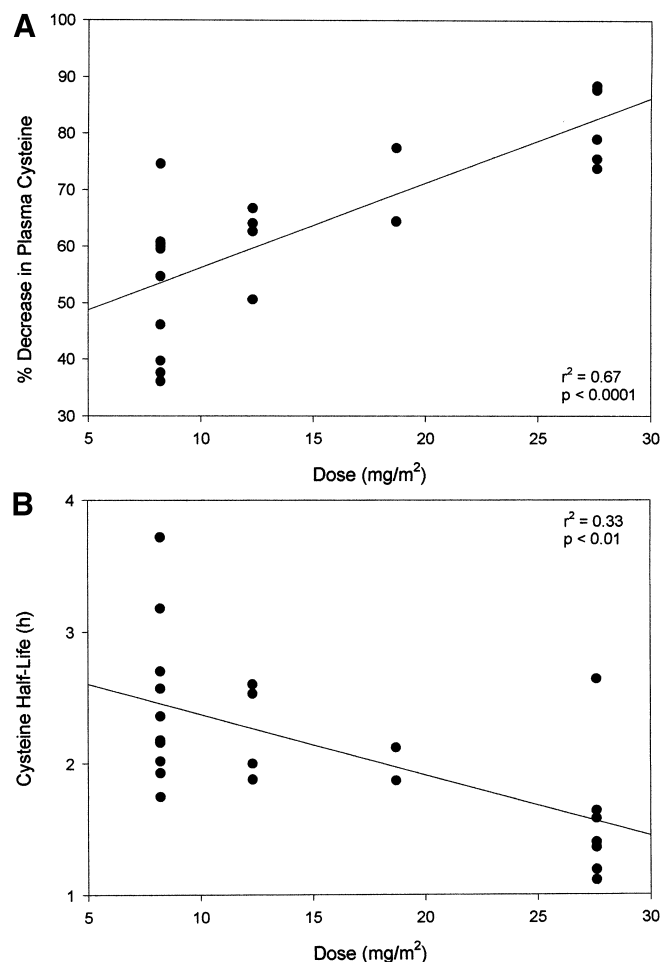 A
100
90
80
70
60
50
40
30
% Decrease in Plasma Cysteine
r² = 0.67
p < 0.0001
5 10 15 20 25 30
Dose (mg/m²)
B
4
3
2
1
Cysteine Half-Life (h)
r² = 0.33
p < 0.01
5 10 15 20 25 30
Dose (mg/m²)